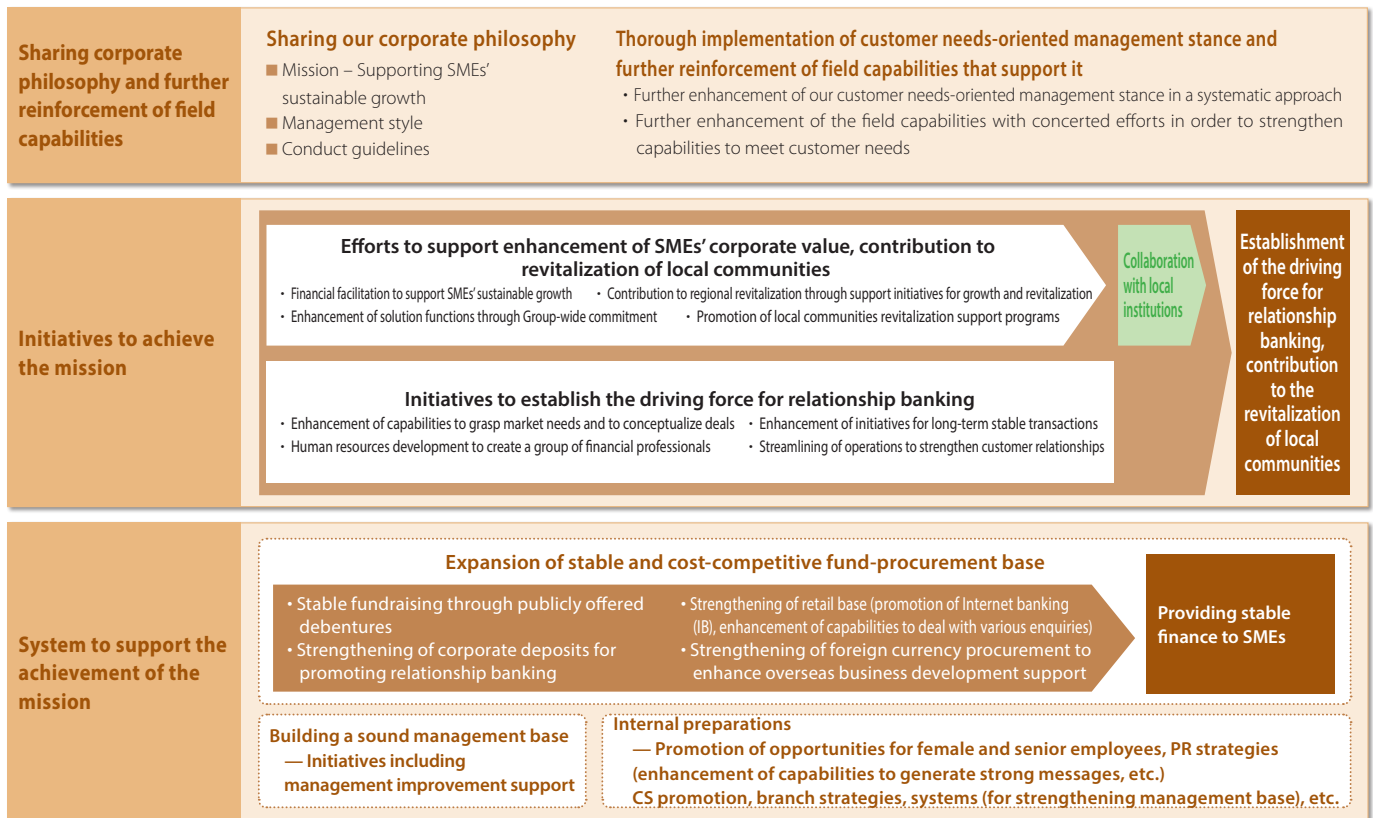 Sharing corporate
philosophy and further
reinforcement of field
capabilities
Sharing our corporate philosophy
■ Mission – Supporting SMEs'
sustainable growth
■ Management style
■ Conduct guidelines
Thorough implementation of customer needs-oriented management stance and
further reinforcement of field capabilities that support it
・Further enhancement of our customer needs-oriented management stance in a systematic approach
・Further enhancement of the field capabilities with concerted efforts in order to strengthen
capabilities to meet customer needs
Initiatives to achieve
the mission
Efforts to support enhancement of SMEs' corporate value, contribution to
revitalization of local communities
・Financial facilitation to support SMEs' sustainable growth ・Contribution to regional revitalization through support initiatives for growth and revitalization
・Enhancement of solution functions through Group-wide commitment ・Promotion of local communities revitalization support programs
Collaboration
with local
institutions
Initiatives to establish the driving force for relationship banking
・Enhancement of capabilities to grasp market needs and to conceptualize deals ・Enhancement of initiatives for long-term stable transactions
・Human resources development to create a group of financial professionals ・Streamlining of operations to strengthen customer relationships
Establishment
of the driving
force for
relationship
banking,
contribution
to the
revitalization
of local
communities
System to support the
achievement of the
mission
Expansion of stable and cost-competitive fund-procurement base
・Stable fundraising through publicly offered
debentures
・Strengthening of corporate deposits for
promoting relationship banking
・Strengthening of retail base (promotion of Internet banking
(IB), enhancement of capabilities to deal with various enquiries)
・Strengthening of foreign currency procurement to
enhance overseas business development support
Providing stable
finance to SMEs
Building a sound management base
— Initiatives including
management improvement support
Internal preparations
— Promotion of opportunities for female and senior employees, PR strategies
(enhancement of capabilities to generate strong messages, etc.)
CS promotion, branch strategies, systems (for strengthening management base), etc.